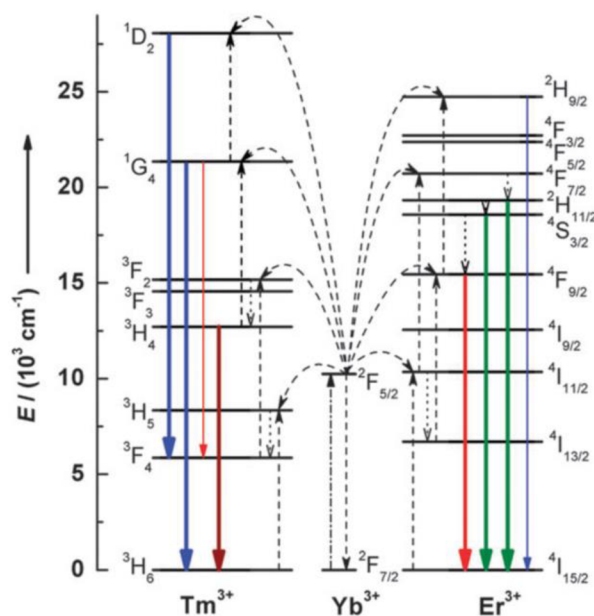 E / (10³ cm⁻¹)
25
20
15
10
5
0
¹D₂
¹G₄
³F₂
³F₃
³H₄
³H₅
³F₄
³H₆
²F₅/₂
²F₇/₂
²H₉/₂
⁴F₃/₂
⁴F₅/₂
⁴F₇/₂
²H₁₁/₂
⁴S₃/₂
⁴F₉/₂
⁴I₉/₂
⁴I₁₁/₂
⁴I₁₃/₂
⁴I₁₅/₂
Tm³⁺ Yb³⁺ Er³⁺